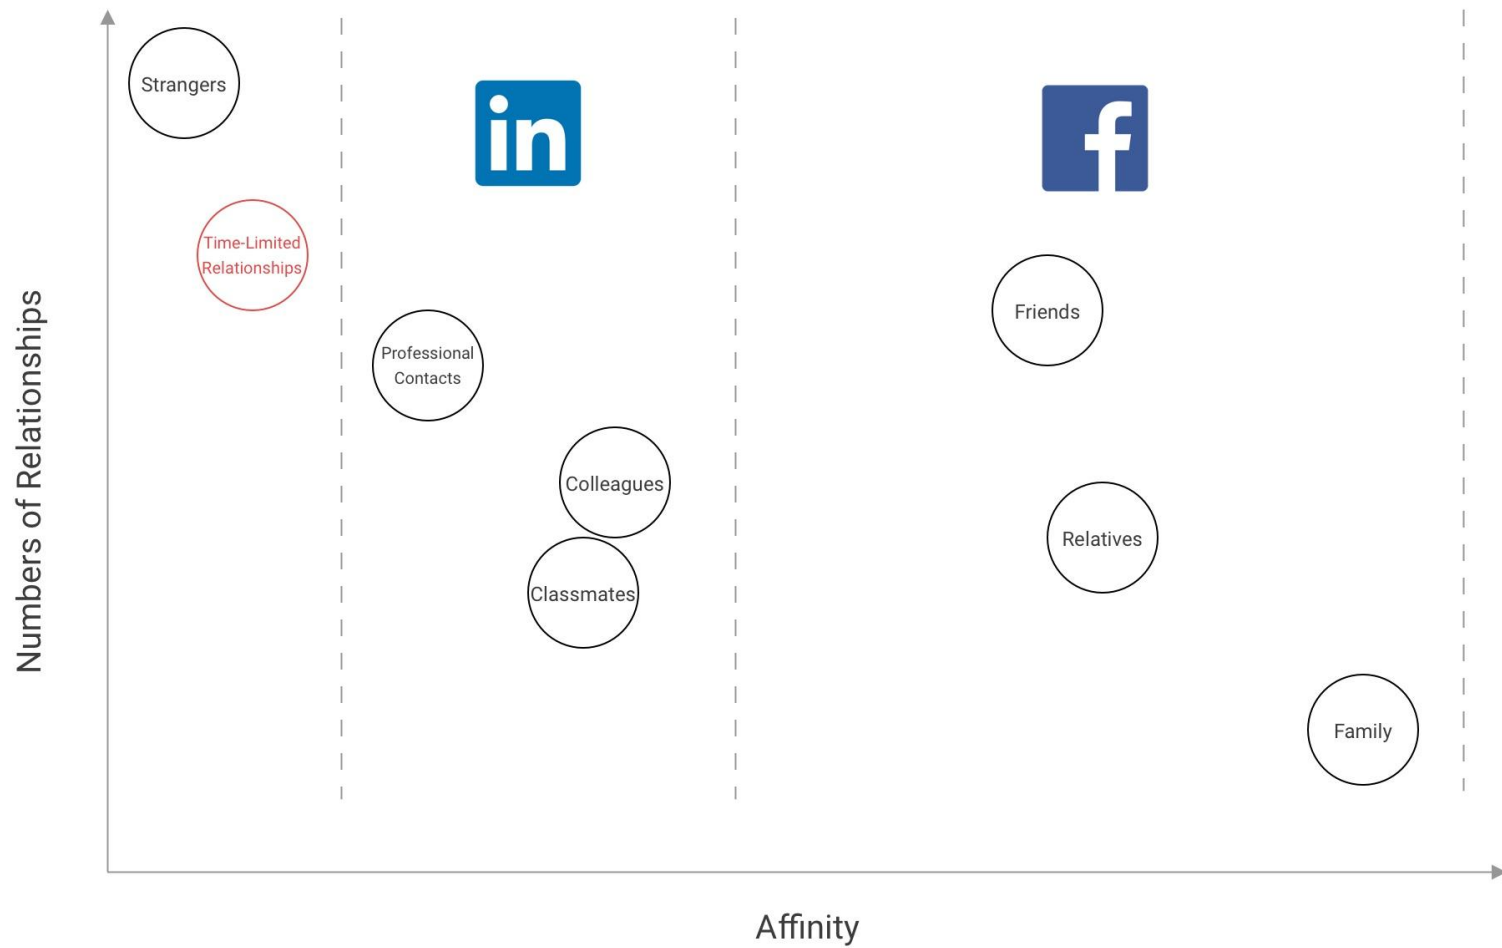 Strangers
in
f
Time-Limited
Relationships
Friends
Professional
Contacts
Colleagues
Relatives
Classmates
Family
Numbers of Relationships
Affinity